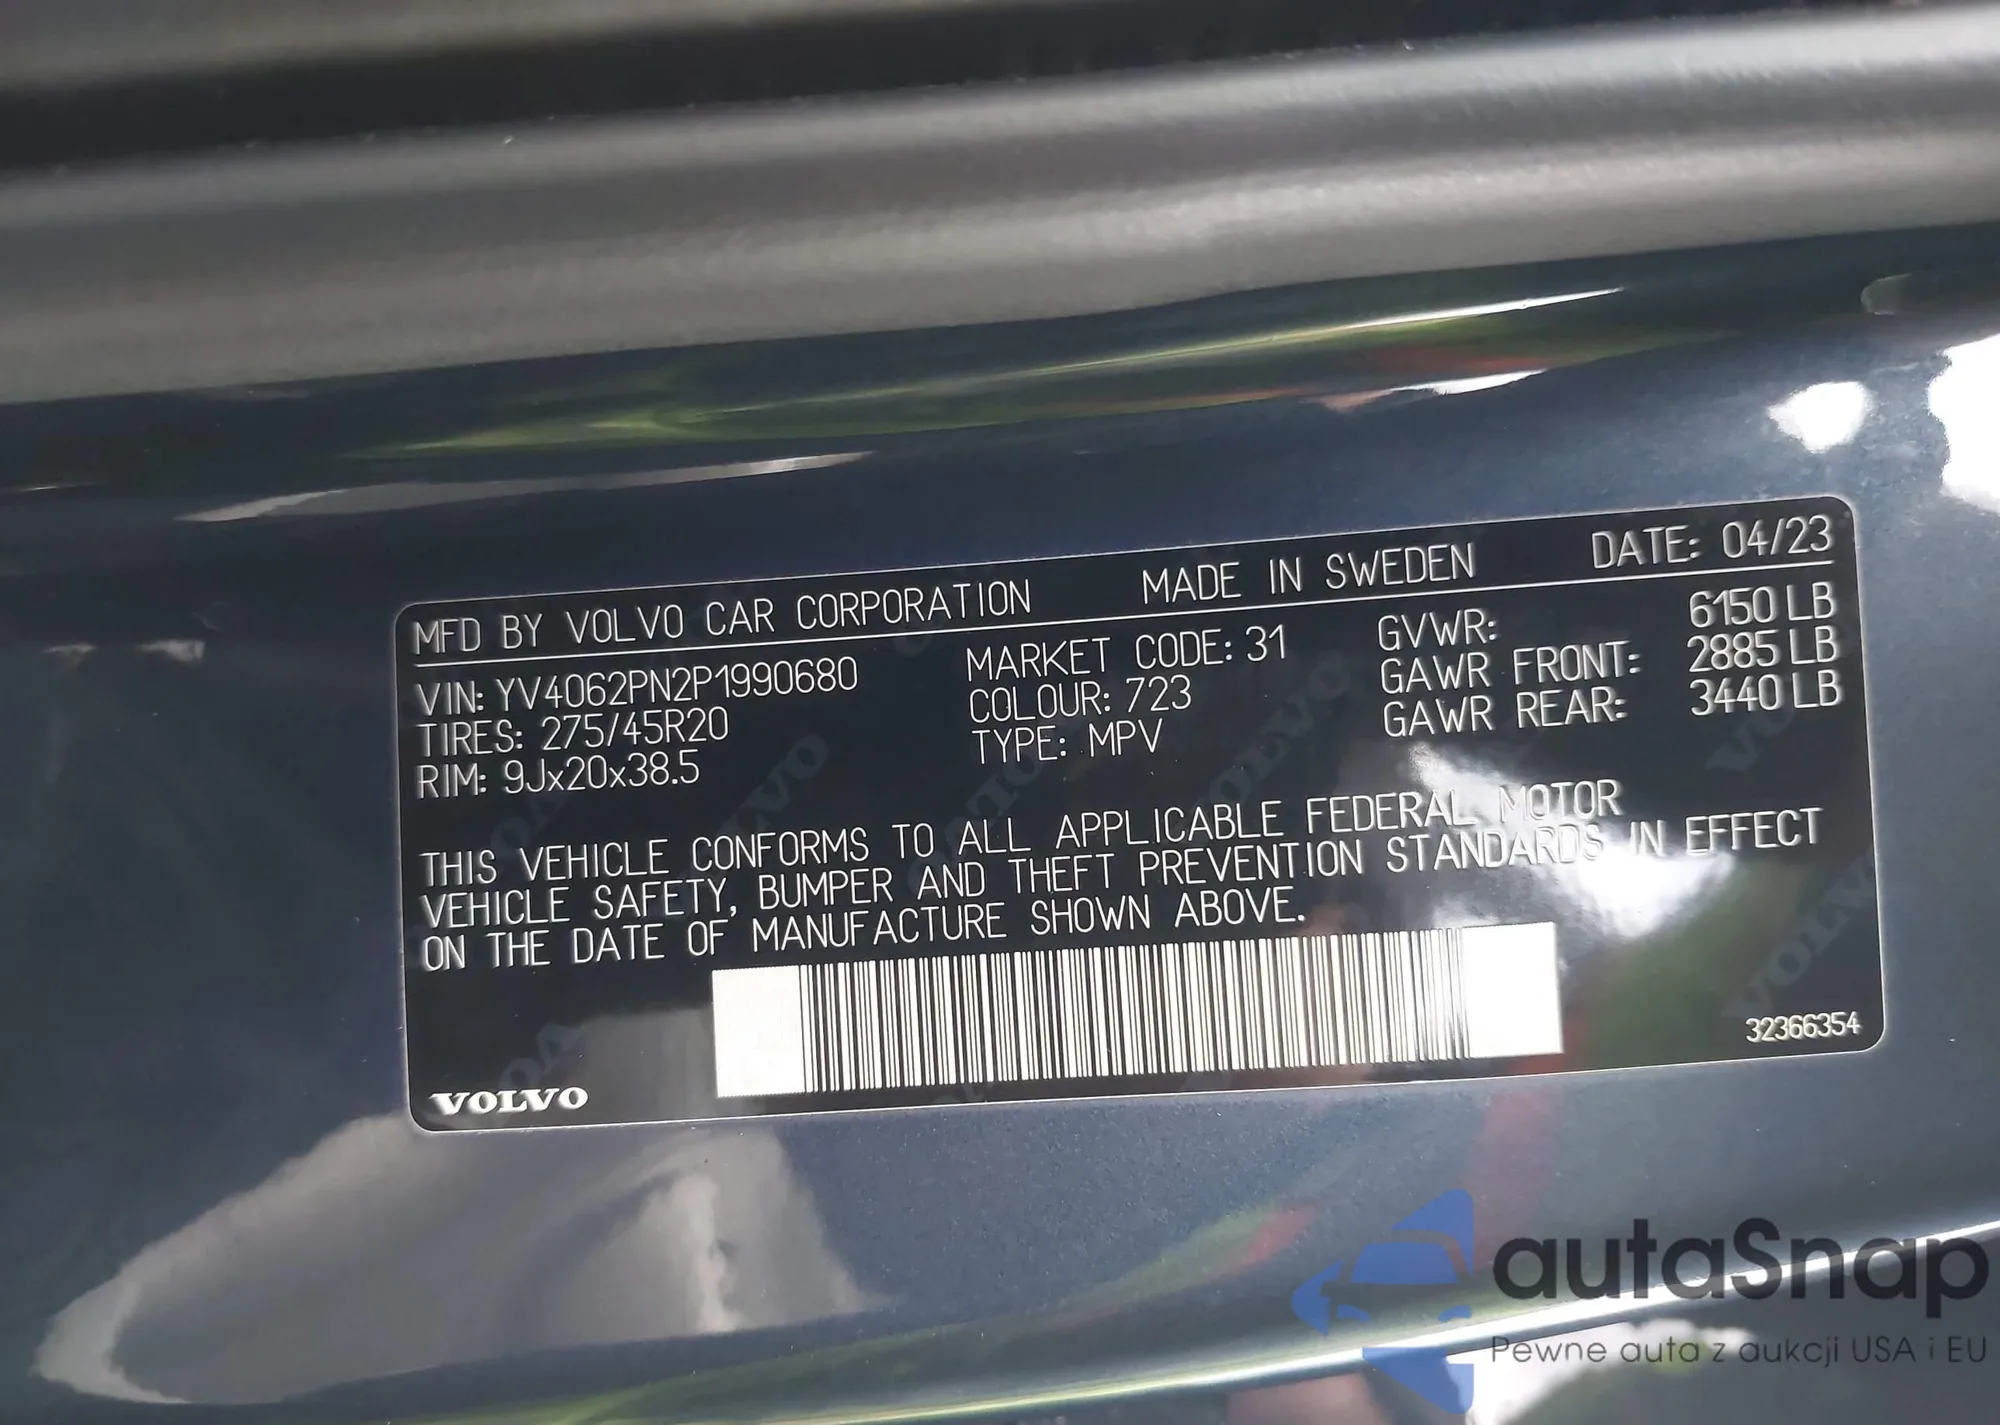 MFD BY VOLVO CAR CORPORATION MADE IN SWEDEN DATE: 04/23
VIN: YV4062PN2P1990680 MARKET CODE: 31 GVWR: 6150 LB
TIRES: 275/45R20 COLOUR: 723 GAWR FRONT: 2885 LB
RIM: 9Jx20x38.5 TYPE: MPV GAWR REAR: 3440 LB
THIS VEHICLE CONFORMS TO ALL APPLICABLE FEDERAL MOTOR
VEHICLE SAFETY, BUMPER AND THEFT PREVENTION STANDARDS IN EFFECT
ON THE DATE OF MANUFACTURE SHOWN ABOVE.
32366354
VOLVO
autaSnap
Pewne auta z aukcji USA i EU